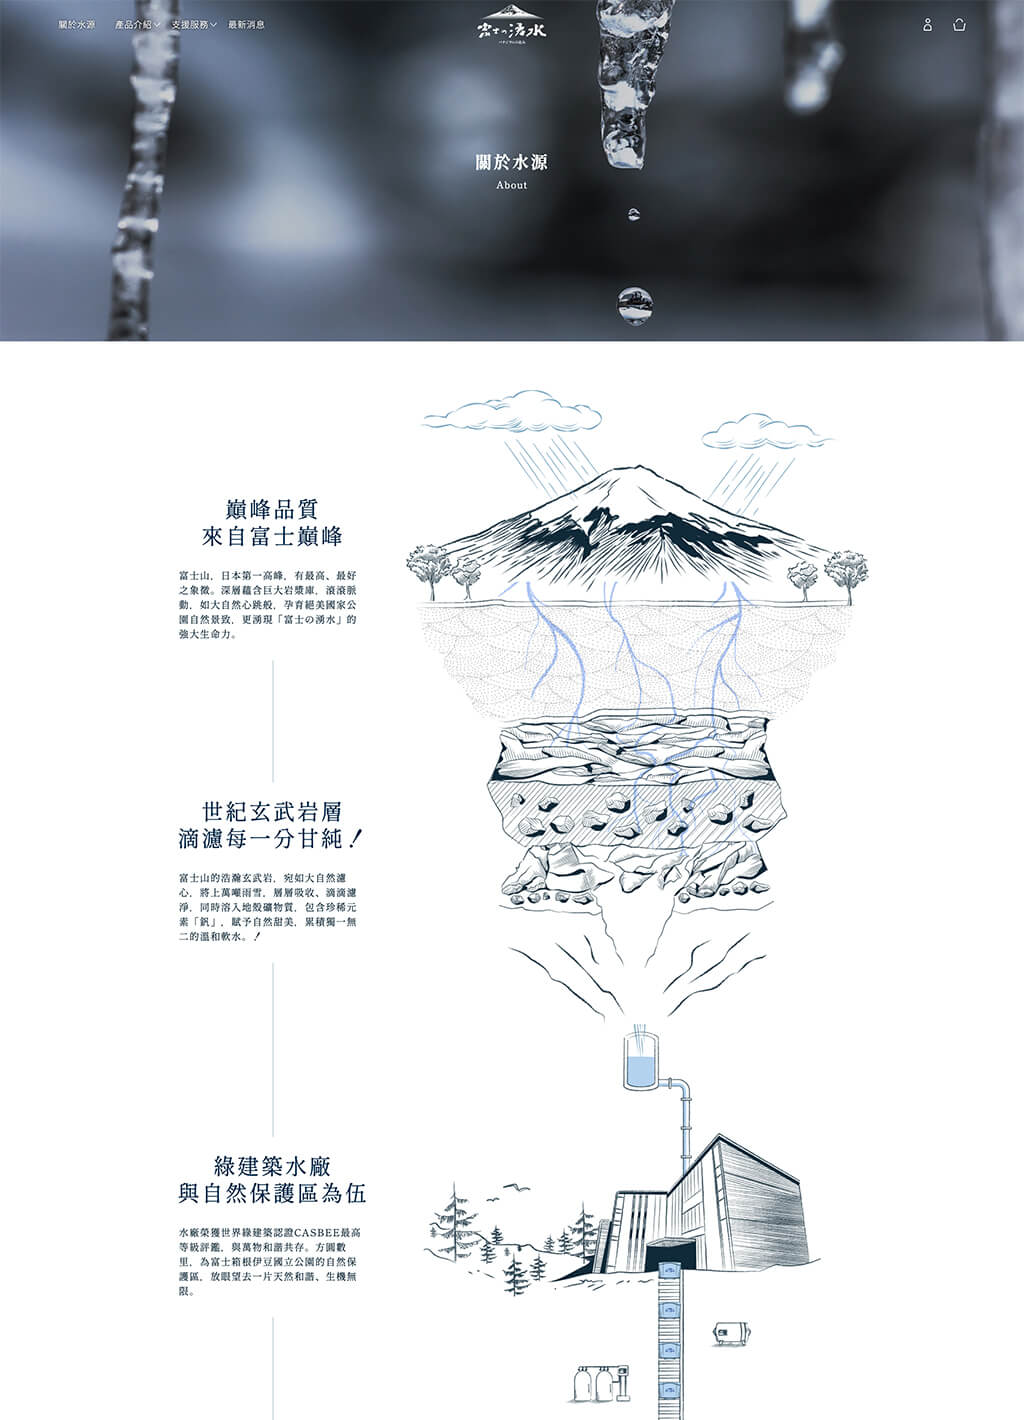 關於水源
產品介紹
支援服務
最新消息
富士の湧水
關於水源
About
巔峰品質
來自富士巔峰
富士山，日本第一高峰，有最高、最好
之象徵。深層蘊含巨大岩漿庫，滾滾脈
動，如大自然心跳般，孕育絕美國家公
園自然景致，更湧現「富士の湧水」的
強大生命力。
世紀玄武岩層
滴濾每一分甘純！
富士山的浩瀚玄武岩，宛如大自然濾
心，將上萬噸雨雪，層層吸收、滴滴濾
淨，同時溶入地殼礦物質，包含珍稀元
素「釩」，賦予自然甜美，累積獨一無
二的溫和軟水。！
綠建築水廠
與自然保護區為伍
水廠榮獲世界綠建築認證CASBEE最高
等級評鑑，與萬物和諧共存。方圓數
里，為富士箱根伊豆國立公園的自然保
護區，放眼望去一片天然和諧、生機無
限。